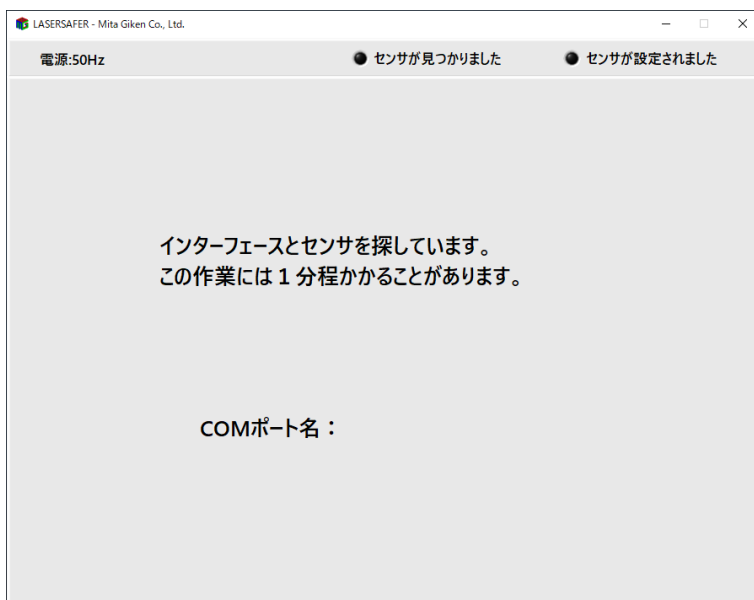 LASERSAFER - Mita Giken Co., Ltd.
電源:50Hz
センサが見つかりました
センサが設定されました
インターフェースとセンサを探しています。
この作業には１分程かかることがあります。
COMポート名：